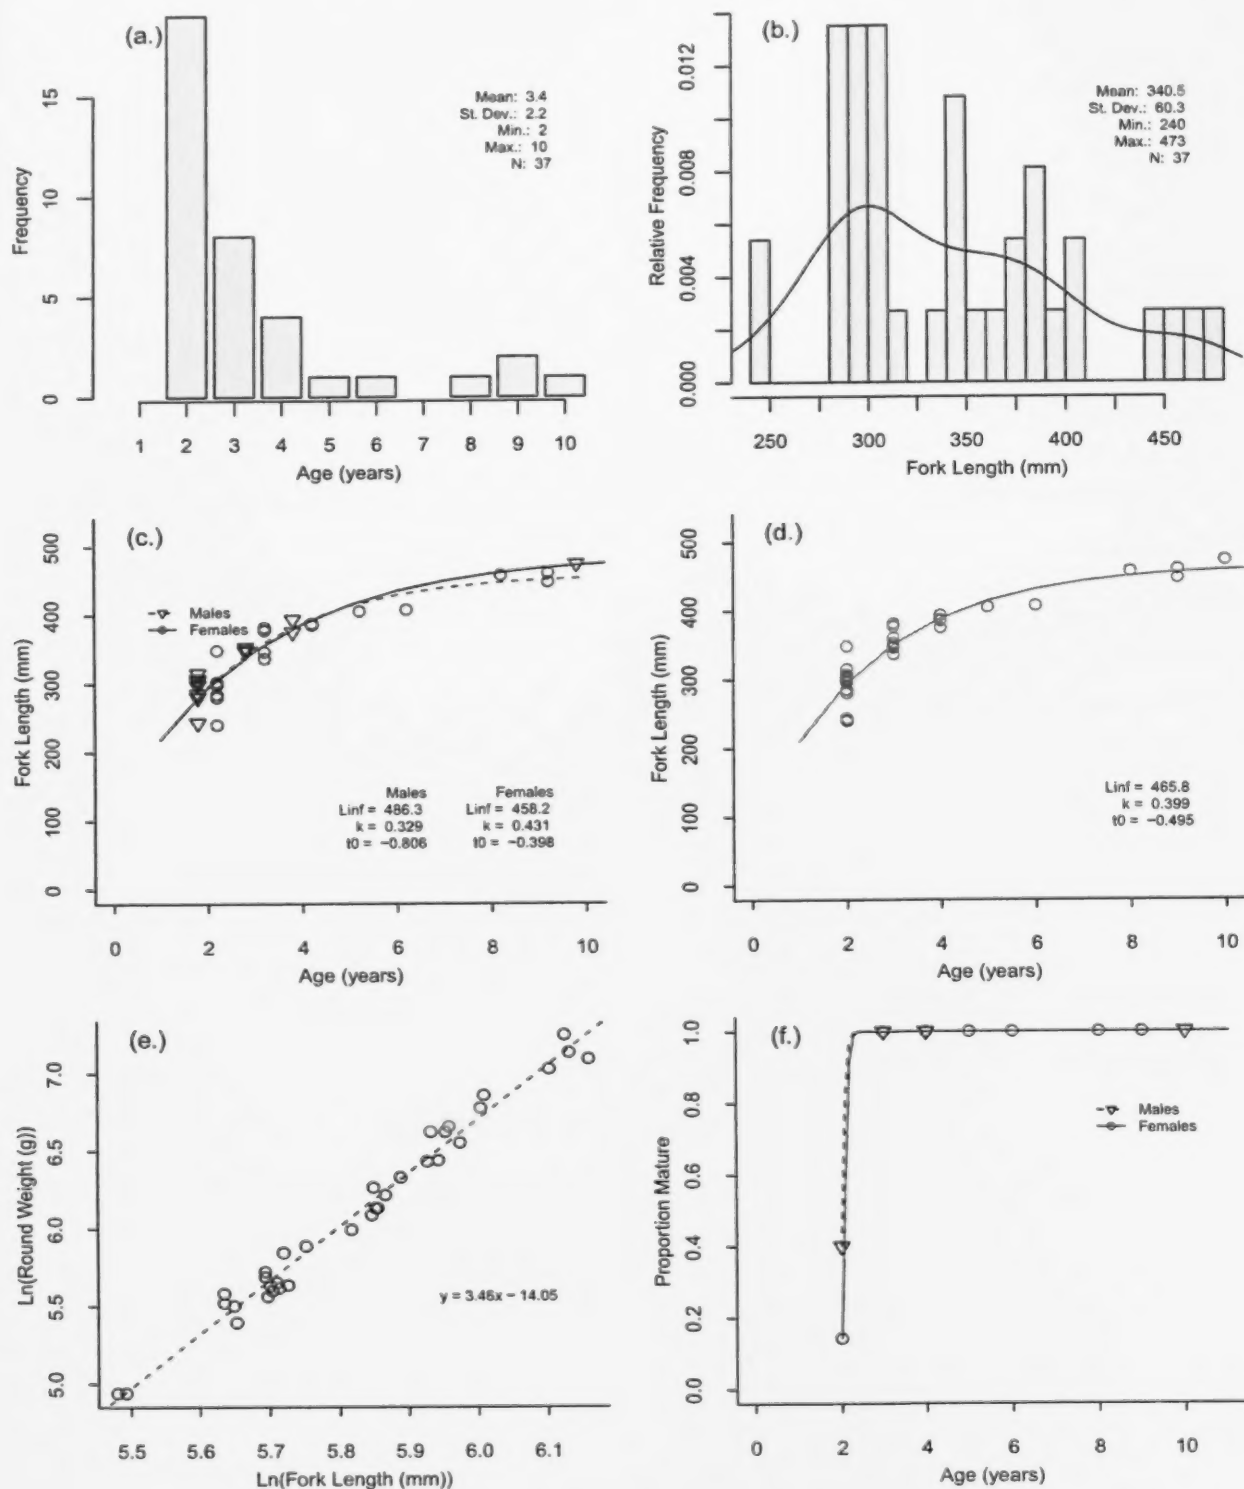 (a.)
Frequency
0 5 10 15
Mean: 3.4
St. Dev.: 2.2
Min.: 2
Max.: 10
N: 37
1 2 3 4 5 6 7 8 9 10
Age (years)
(b.)
Relative Frequency
0.000 0.004 0.008 0.012
Mean: 340.5
St. Dev.: 60.3
Min.: 240
Max.: 473
N: 37
250 300 350 400 450
Fork Length (mm)
(c.)
Fork Length (mm)
0 100 200 300 400 500
Males
Females
Males Females
Linf = 486.3 Linf = 458.2
k = 0.329 k = 0.431
t0 = −0.806 t0 = −0.398
0 2 4 6 8 10
Age (years)
(d.)
Fork Length (mm)
0 100 200 300 400 500
Linf = 465.8
k = 0.399
t0 = −0.495
0 2 4 6 8 10
Age (years)
(e.)
Ln(Round Weight (g))
5.0 5.5 6.0 6.5 7.0
y = 3.46x − 14.05
5.5 5.6 5.7 5.8 5.9 6.0 6.1
Ln(Fork Length (mm))
(f.)
Proportion Mature
0.0 0.2 0.4 0.6 0.8 1.0
Males
Females
0 2 4 6 8 10
Age (years)